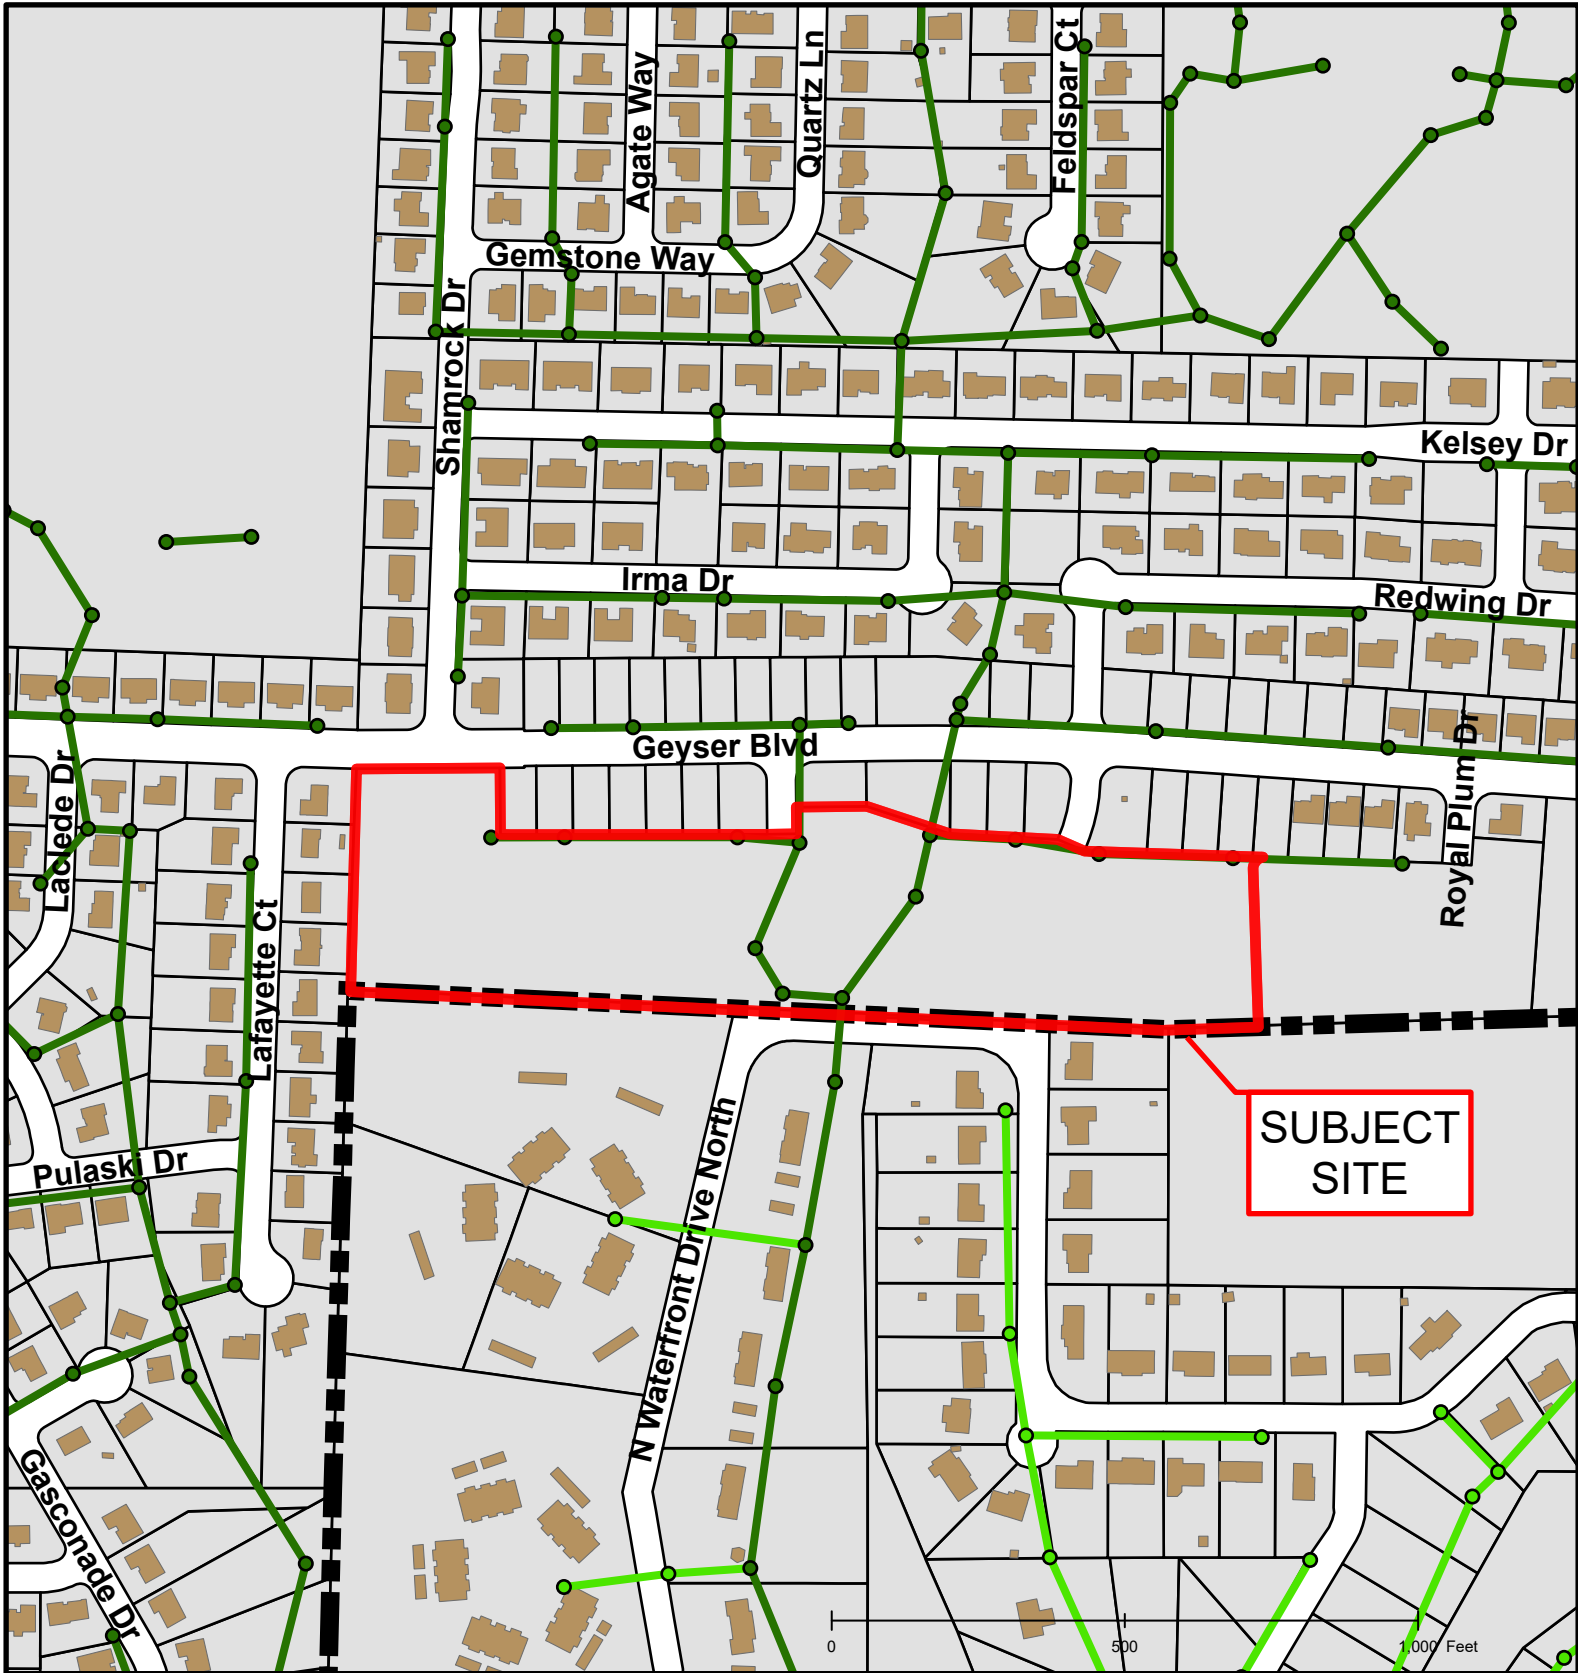 Agate Way
Quartz Ln
Feldspar Ct
Gemstone Way
Shamrock Dr
Kelsey Dr
Irma Dr
Redwing Dr
Geyser Blvd
Royal Plum Dr
Laclede Dr
Lafayette Ct
SUBJECT
SITE
Pulaski Dr
N Waterfront Drive North
Gasconade Dr
0 500 1,000 Feet